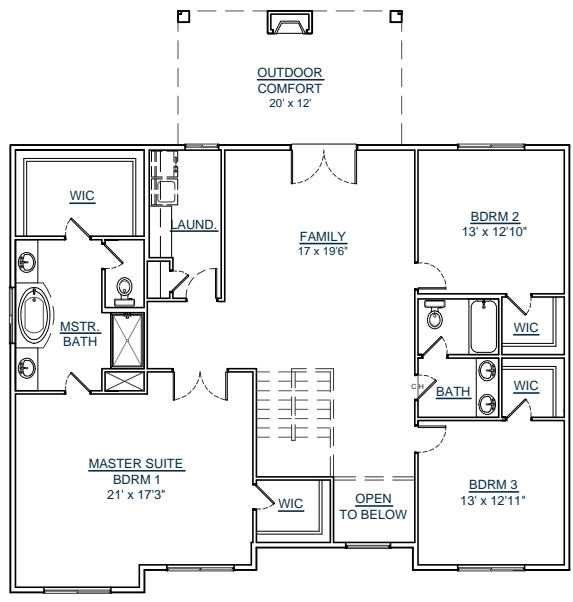 OUTDOOR
COMFORT
20' x 12'
WIC
LAUND.
FAMILY
17 x 19'6"
BDRM 2
13' x 12'10"
MSTR.
BATH
WIC
WIC
C H
BATH
MASTER SUITE
BDRM 1
21' x 17'3"
WIC
OPEN
TO BELOW
BDRM 3
13' x 12'11"